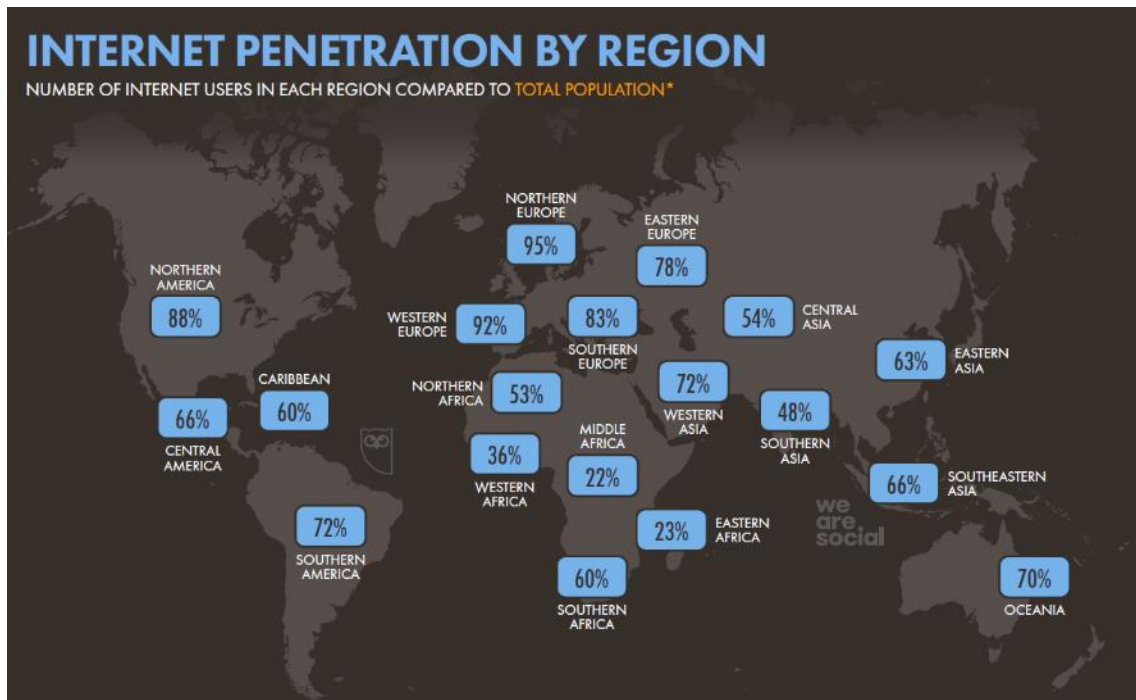 INTERNET PENETRATION BY REGION
NUMBER OF INTERNET USERS IN EACH REGION COMPARED TO TOTAL POPULATION*
NORTHERN
EUROPE
95%
EASTERN
EUROPE
78%
NORTHERN
AMERICA
88%
WESTERN
EUROPE
92%
83%
SOUTHERN
EUROPE
54%
CENTRAL
ASIA
63%
EASTERN
ASIA
CARIBBEAN
60%
66%
CENTRAL
AMERICA
NORTHERN
AFRICA
53%
72%
WESTERN
ASIA
48%
SOUTHERN
ASIA
36%
WESTERN
AFRICA
MIDDLE
AFRICA
22%
66%
SOUTHEASTERN
ASIA
72%
SOUTHERN
AMERICA
23%
EASTERN
AFRICA
we
are
social
60%
SOUTHERN
AFRICA
70%
OCEANIA